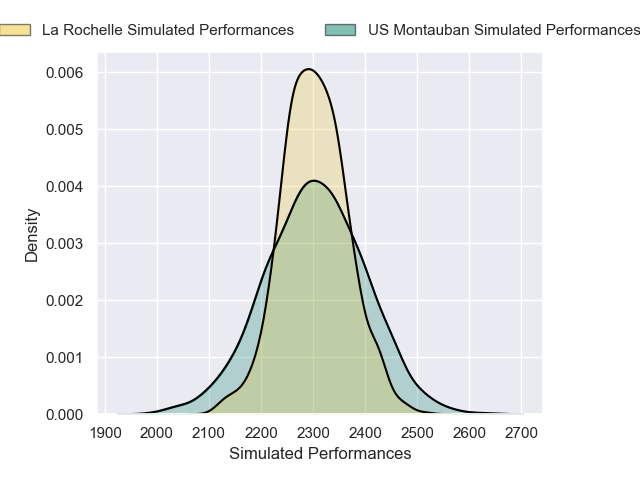 La Rochelle Simulated Performances US Montauban Simulated Performances
0.006
0.005
0.004
0.003
0.002
0.001
0.000
Density
1900 2000 2100 2200 2300 2400 2500 2600 2700
Simulated Performances